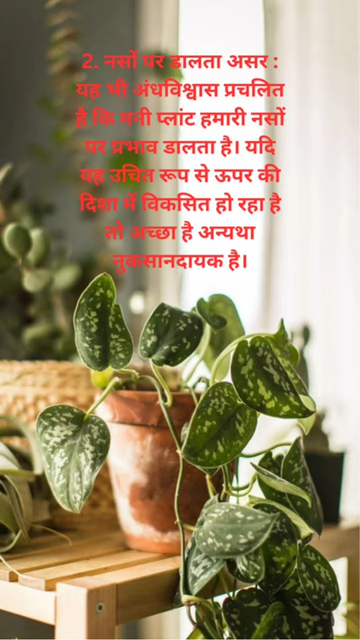 2. नसों पर डालता असर :
यह भी अंधविश्वास प्रचलित
है कि मनी प्लांट हमारी नसों
पर प्रभाव डालता है। यदि
वह उचित रूप से ऊपर की
दिशा में विकसित हो रहा है
तो अच्छा है अन्यथा
नुकसानदायक है।